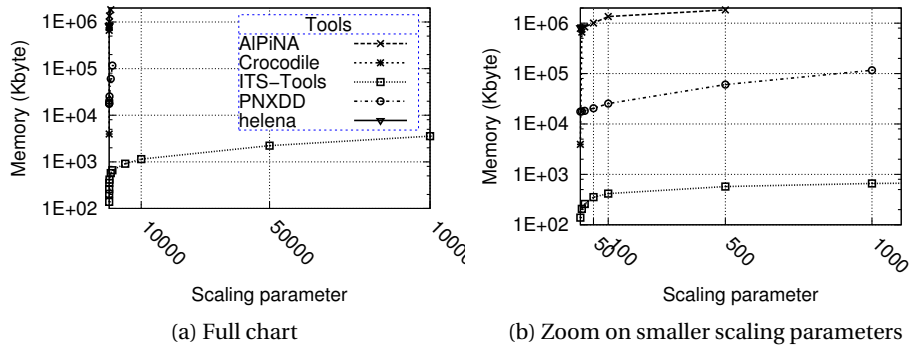 Memory (Kbyte)
1E+06
1E+05
1E+04
1E+03
1E+02
Tools
AlPiNA
Crocodile
ITS-Tools
PNXDD
helena
10000
50000
Scaling parameter
(a) Full chart
Memory (Kbyte)
1E+06
1E+05
1E+04
1E+03
1E+02
50
100
500
1000
Scaling parameter
(b) Zoom on smaller scaling parameters